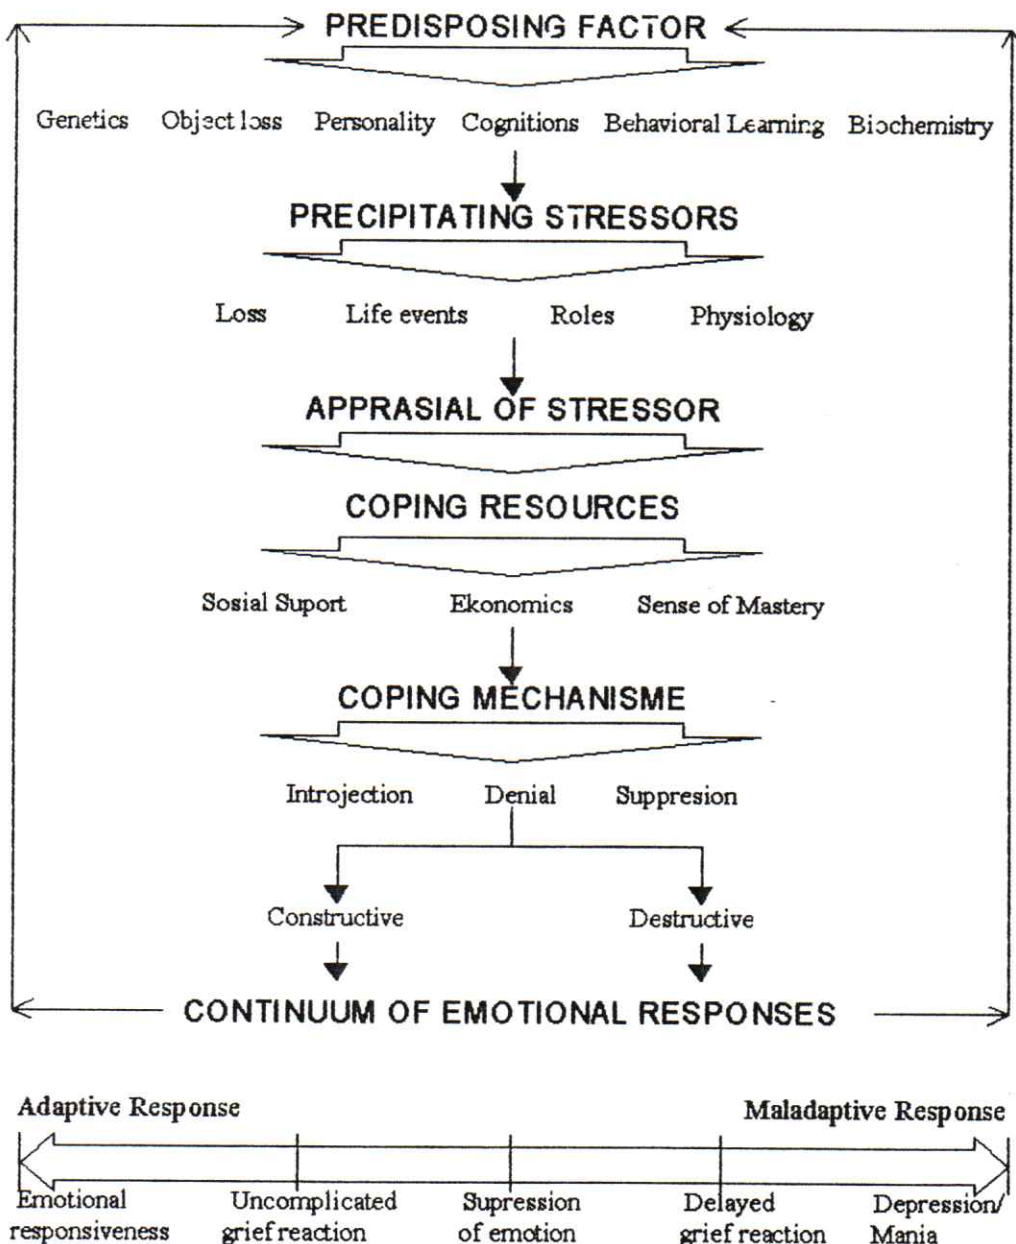 PREDISPOSING FACTOR
Genetics Object loss Personality Cognitions Behavioral Learning Biochemistry
PRECIPITATING STRESSORS
Loss Life events Roles Physiology
APPRASIAL OF STRESSOR
COPING RESOURCES
Sosial Suport Ekonomics Sense of Mastery
COPING MECHANISME
Introjection Denial Suppresion
Constructive Destructive
CONTINUUM OF EMOTIONAL RESPONSES
Adaptive Response Maladaptive Response
Emotional Uncomplicated Supression Delayed Depression/
responsiveness grief reaction of emotion grief reaction Mania